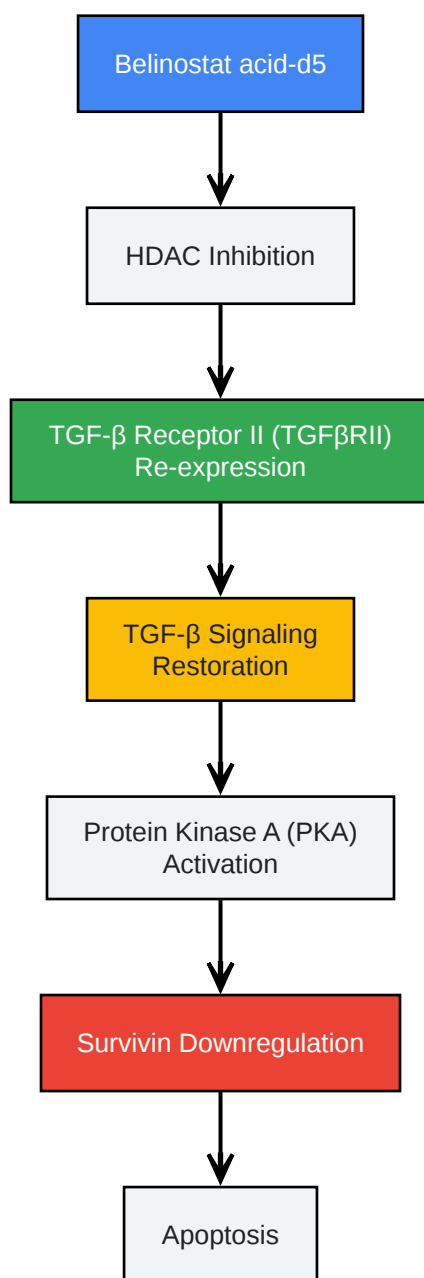 Belinostat acid-d5
HDAC Inhibition
TGF-β Receptor II (TGFβRII)
Re-expression
TGF-β Signaling
Restoration
Protein Kinase A (PKA)
Activation
Survivin Downregulation
Apoptosis